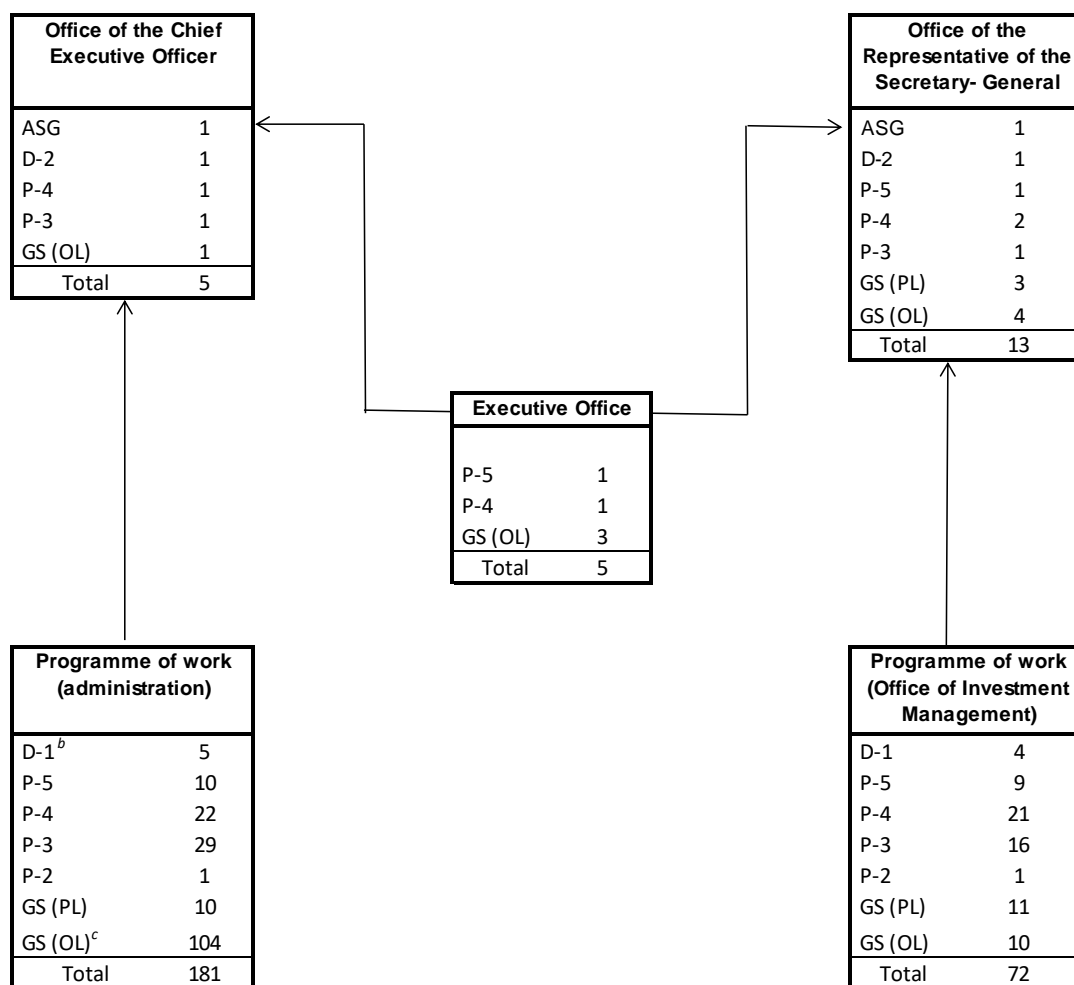 Office of the Chief
Executive Officer
ASG 1
D-2 1
P-4 1
P-3 1
GS (OL) 1
Total 5
Office of the
Representative of the
Secretary- General
ASG 1
D-2 1
P-5 1
P-4 2
P-3 1
GS (PL) 3
GS (OL) 4
Total 13
Executive Office
P-5 1
P-4 1
GS (OL) 3
Total 5
Programme of work
(administration)
D-1 b 5
P-5 10
P-4 22
P-3 29
P-2 1
GS (PL) 10
GS (OL) c 104
Total 181
Programme of work
(Office of Investment
Management)
D-1 4
P-5 9
P-4 21
P-3 16
P-2 1
GS (PL) 11
GS (OL) 10
Total 72